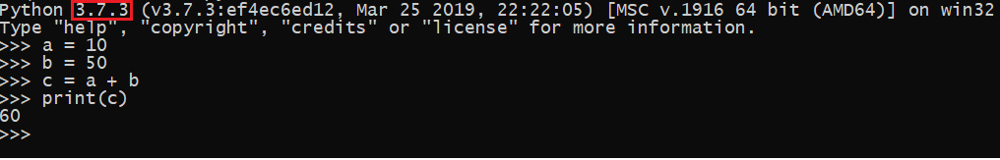 Python 3.7.3 (v3.7.3:ef4ec6ed12, Mar 25 2019, 22:22:05) [MSC v.1916 64 bit (AMD64)] on win32
Type "help", "copyright", "credits" or "license" for more information.
>>> a = 10
>>> b = 50
>>> c = a + b
>>> print(c)
60
>>>